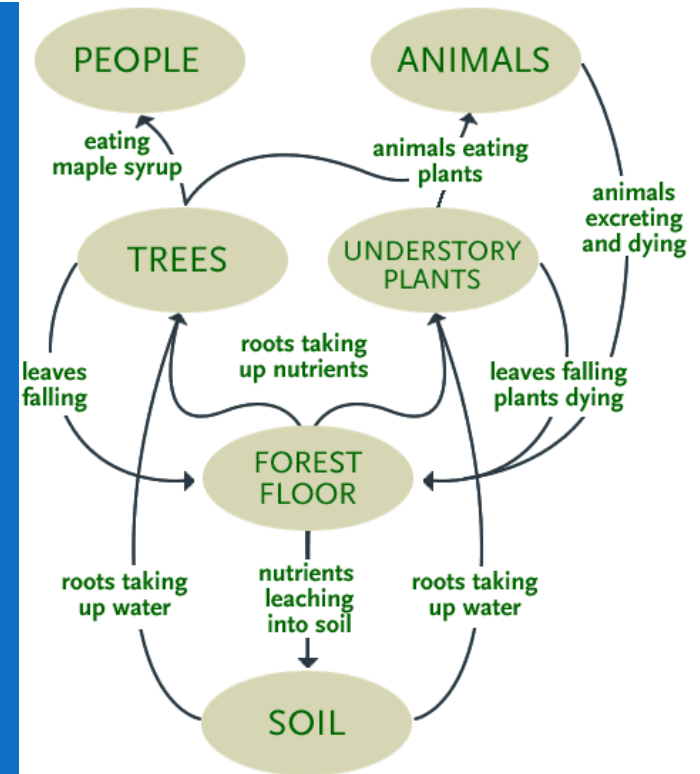 PEOPLE
ANIMALS
eating
maple syrup
animals eating
plants
animals
excreting
and dying
TREES
UNDERSTORY
PLANTS
roots taking
up nutrients
leaves
falling
leaves falling
plants dying
FOREST
FLOOR
roots taking
up water
nutrients
leaching
into soil
roots taking
up water
SOIL